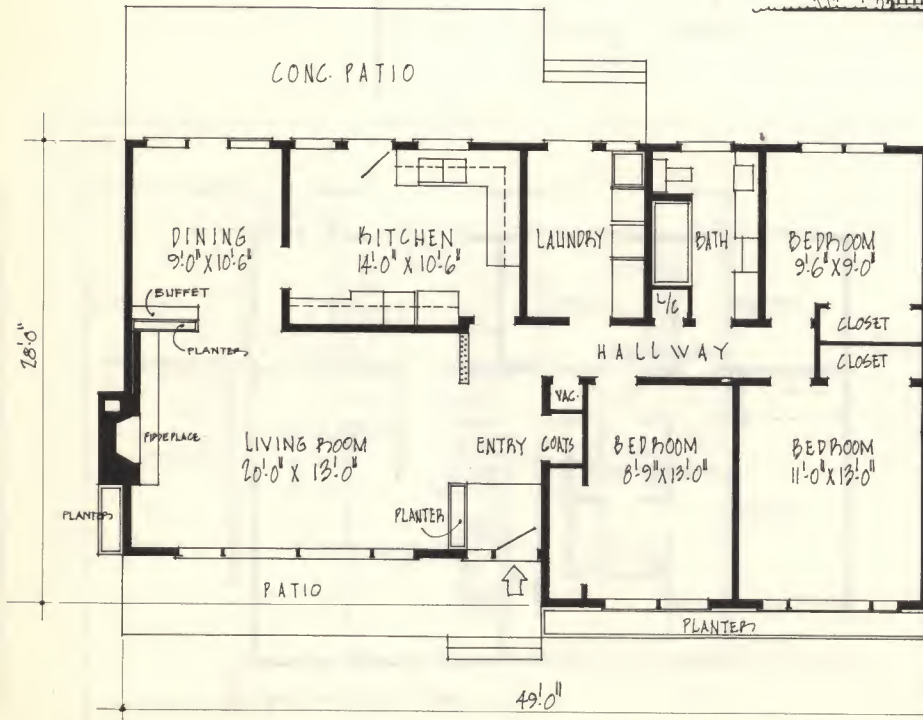 CONC. PATIO
DINING
9'-0" X 10'-6"
KITCHEN
14'-0" X 10'-6"
LAUNDRY
BATH
BEDROOM
9'-6" X 9'-0"
BUFFET
PLANTER
L/C
CLOSET
HALLWAY
CLOSET
28'-0"
VAC.
FIREPLACE
LIVING ROOM
20'-0" X 13'-0"
ENTRY
COATS
BEDROOM
8'-9" X 13'-0"
BEDROOM
11'-0" X 13'-0"
PLANTER
PLANTER
PATIO
PLANTER
49'-0"